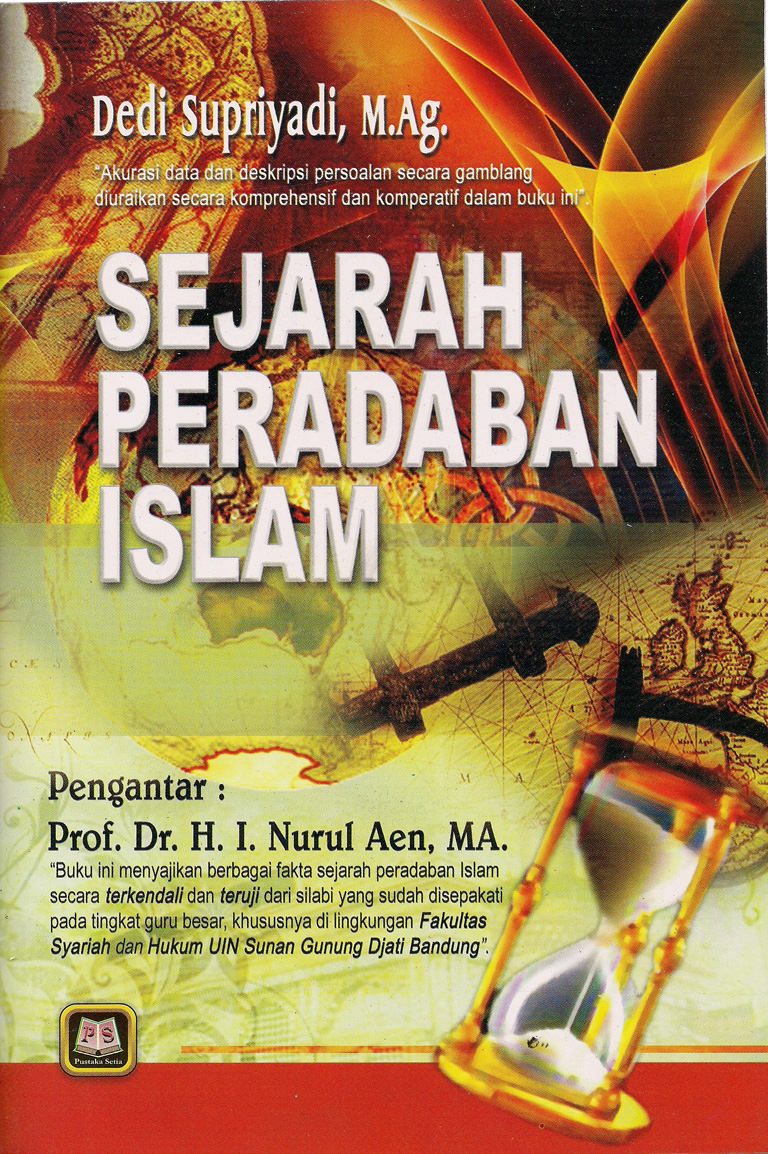 Dedi Supriyadi, M.Ag.
"Akurasi data dan deskripsi persoalan secara gamblang
diuraikan secara komprehensif dan komperatif dalam buku ini".
SEJARAH
PERADABAN
ISLAM
Pengantar :
Prof. Dr. H. I. Nurul Aen, MA.
"Buku ini menyajikan berbagai fakta sejarah peradaban Islam
secara terkendali dan teruji dari silabi yang sudah disepakati
pada tingkat guru besar, khususnya di lingkungan Fakultas
Syariah dan Hukum UIN Sunan Gunung Djati Bandung".
PS
Pustaka Setia